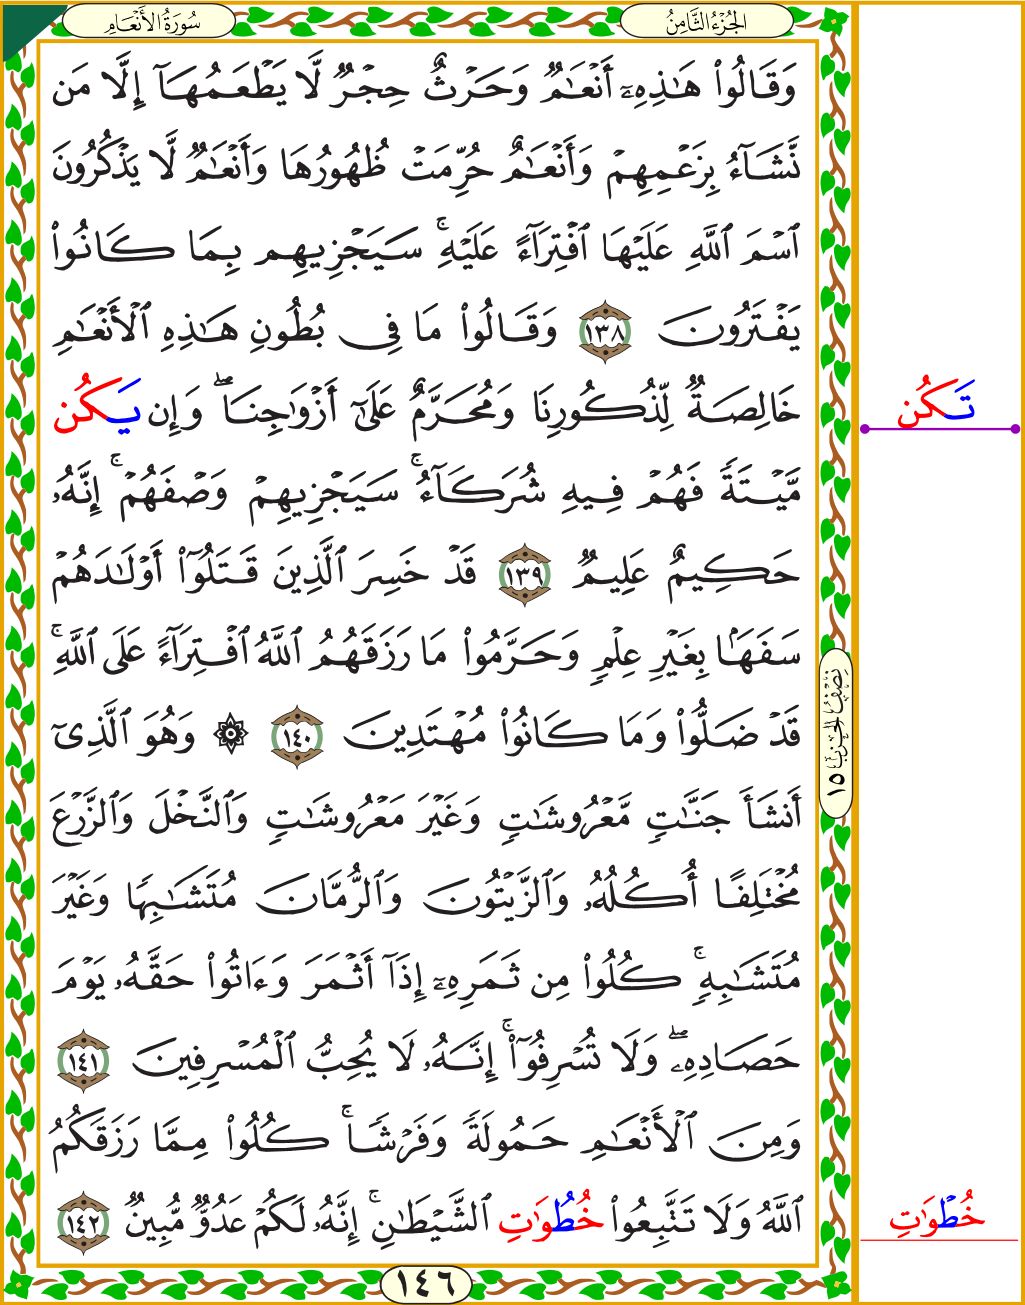 سُورَةُ الأَنْعَامِ
الجُزْءُ الثَّامِنُ
وَقَالُوا۟ هَـٰذِهِۦٓ أَنْعَـٰمٌ وَحَرْثٌ حِجْرٌ لَّا يَطْعَمُهَآ إِلَّا مَن
نَّشَآءُ بِزَعْمِهِمْ وَأَنْعَـٰمٌ حُرِّمَتْ ظُهُورُهَا وَأَنْعَـٰمٌ لَّا يَذْكُرُونَ
ٱسْمَ ٱللَّهِ عَلَيْهَا ٱفْتِرَآءً عَلَيْهِ ۚ سَيَجْزِيهِم بِمَا كَانُوا۟
يَفْتَرُونَ ١٣٨ وَقَالُوا۟ مَا فِى بُطُونِ هَـٰذِهِ ٱلْأَنْعَـٰمِ
خَالِصَةٌ لِّذُكُورِنَا وَمُحَرَّمٌ عَلَىٰٓ أَزْوَٰجِنَا ۖ وَإِن يَكُن
تَكُن
مَّيْتَةً فَهُمْ فِيهِ شُرَكَآءُ ۚ سَيَجْزِيهِمْ وَصْفَهُمْ ۚ إِنَّهُۥ
حَكِيمٌ عَلِيمٌ ١٣٩ قَدْ خَسِرَ ٱلَّذِينَ قَتَلُوٓا۟ أَوْلَـٰدَهُمْ
سَفَهًۢا بِغَيْرِ عِلْمٍ وَحَرَّمُوا۟ مَا رَزَقَهُمُ ٱللَّهُ ٱفْتِرَآءً عَلَى ٱللَّهِ ۚ
قَدْ ضَلُّوا۟ وَمَا كَانُوا۟ مُهْتَدِينَ ١٤٠ ۞ وَهُوَ ٱلَّذِىٓ
نِصْفُ الحِزْبِ ١٥
أَنشَأَ جَنَّـٰتٍ مَّعْرُوشَـٰتٍ وَغَيْرَ مَعْرُوشَـٰتٍ وَٱلنَّخْلَ وَٱلزَّرْعَ
مُخْتَلِفًا أُكُلُهُۥ وَٱلزَّيْتُونَ وَٱلرُّمَّانَ مُتَشَـٰبِهًا وَغَيْرَ
مُتَشَـٰبِهٍ ۚ كُلُوا۟ مِن ثَمَرِهِۦٓ إِذَآ أَثْمَرَ وَءَاتُوا۟ حَقَّهُۥ يَوْمَ
حَصَادِهِۦ ۖ وَلَا تُسْرِفُوٓا۟ ۚ إِنَّهُۥ لَا يُحِبُّ ٱلْمُسْرِفِينَ ١٤١
وَمِنَ ٱلْأَنْعَـٰمِ حَمُولَةً وَفَرْشًا ۚ كُلُوا۟ مِمَّا رَزَقَكُمُ
ٱللَّهُ وَلَا تَتَّبِعُوا۟ خُطُوَٰتِ ٱلشَّيْطَـٰنِ ۚ إِنَّهُۥ لَكُمْ عَدُوٌّ مُّبِينٌ ١٤٢
خُطْوَٰتِ
١٤٦